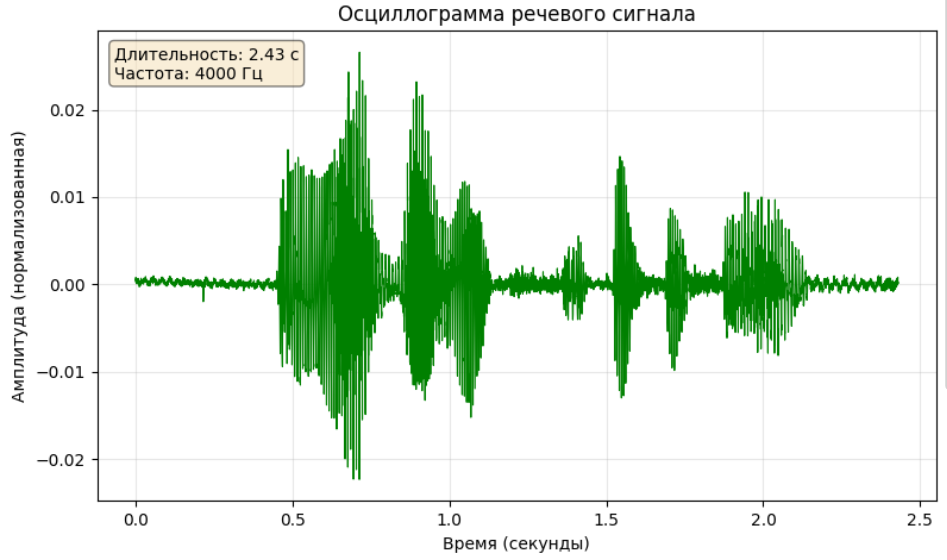 Осциллограмма речевого сигнала
Длительность: 2.43 с
Частота: 4000 Гц
Амплитуда (нормализованная)
0.02
0.01
0.00
−0.01
−0.02
0.0 0.5 1.0 1.5 2.0 2.5
Время (секунды)